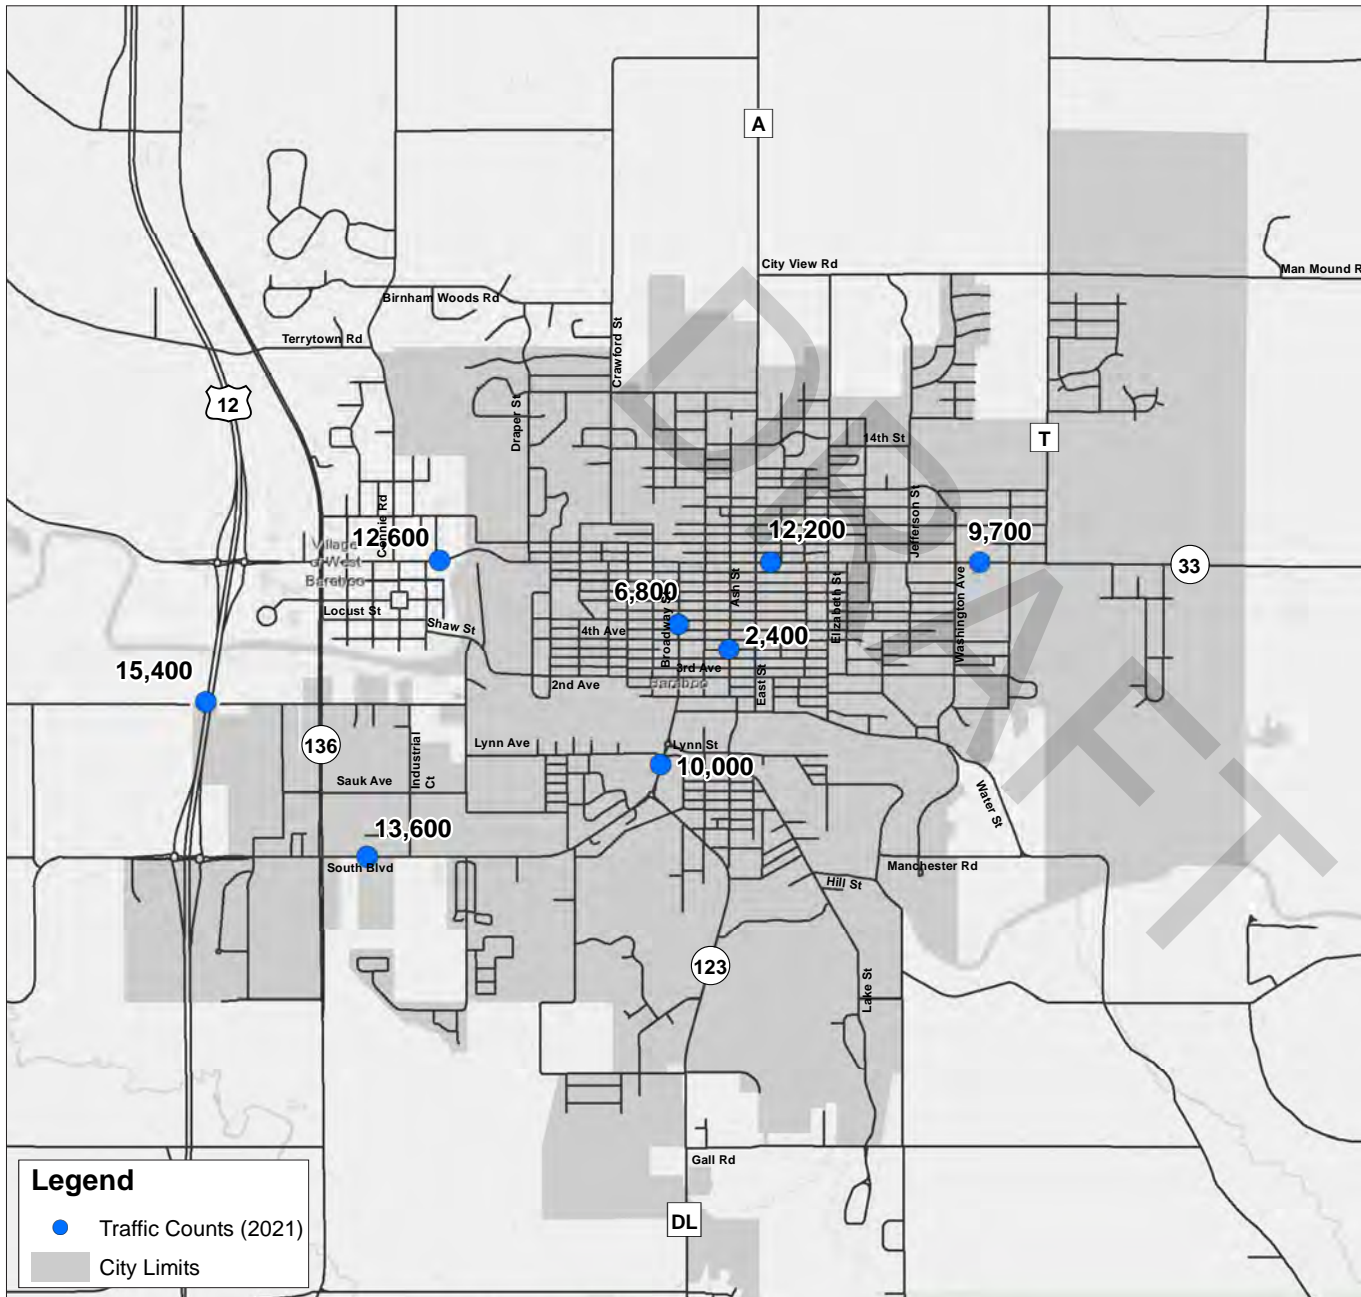 A
City View Rd
Man Mound R
Birnham Woods Rd
Terrytown Rd
Crawford St
12
Draper St
14th St
T
Connie Rd
Jefferson St
12,600
12,200
9,700
Village
of West
Baraboo
33
6,800
Ash St
Elizabeth St
Washington Ave
Locust St
Shaw St
4th Ave
Broadway St
2,400
15,400
3rd Ave
2nd Ave
Baraboo
East St
136
Lynn Ave
Lynn St
Industrial
Ct
10,000
Sauk Ave
Water St
13,600
South Blvd
Manchester Rd
Hill St
123
Lake St
Gall Rd
DL
DRAFT
Legend
Traffic Counts (2021)
City Limits